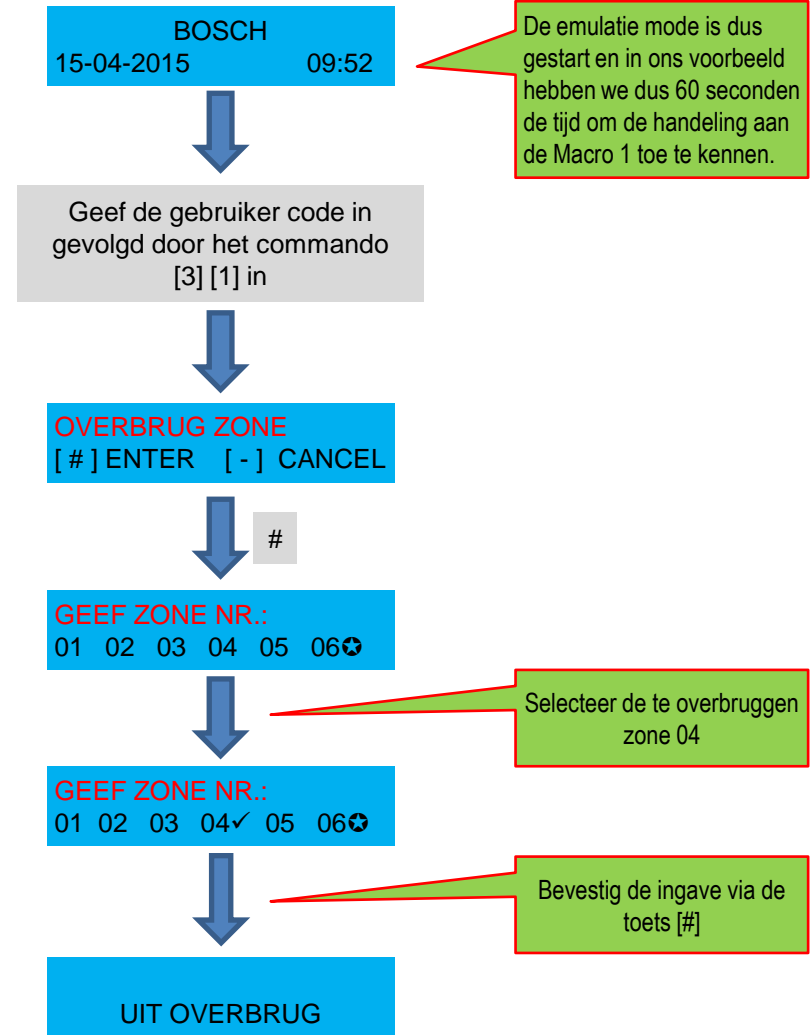 BOSCH
15-04-2015 09:52
De emulatie mode is dus
gestart en in ons voorbeeld
hebben we dus 60 seconden
de tijd om de handeling aan
de Macro 1 toe te kennen.
Geef de gebruiker code in
gevolgd door het commando
[3] [1] in
OVERBRUG ZONE
[ # ] ENTER [ - ] CANCEL
#
GEEF ZONE NR.:
01 02 03 04 05 06✪
Selecteer de te overbruggen
zone 04
GEEF ZONE NR.:
01 02 03 04✓ 05 06✪
Bevestig de ingave via de
toets [#]
UIT OVERBRUG